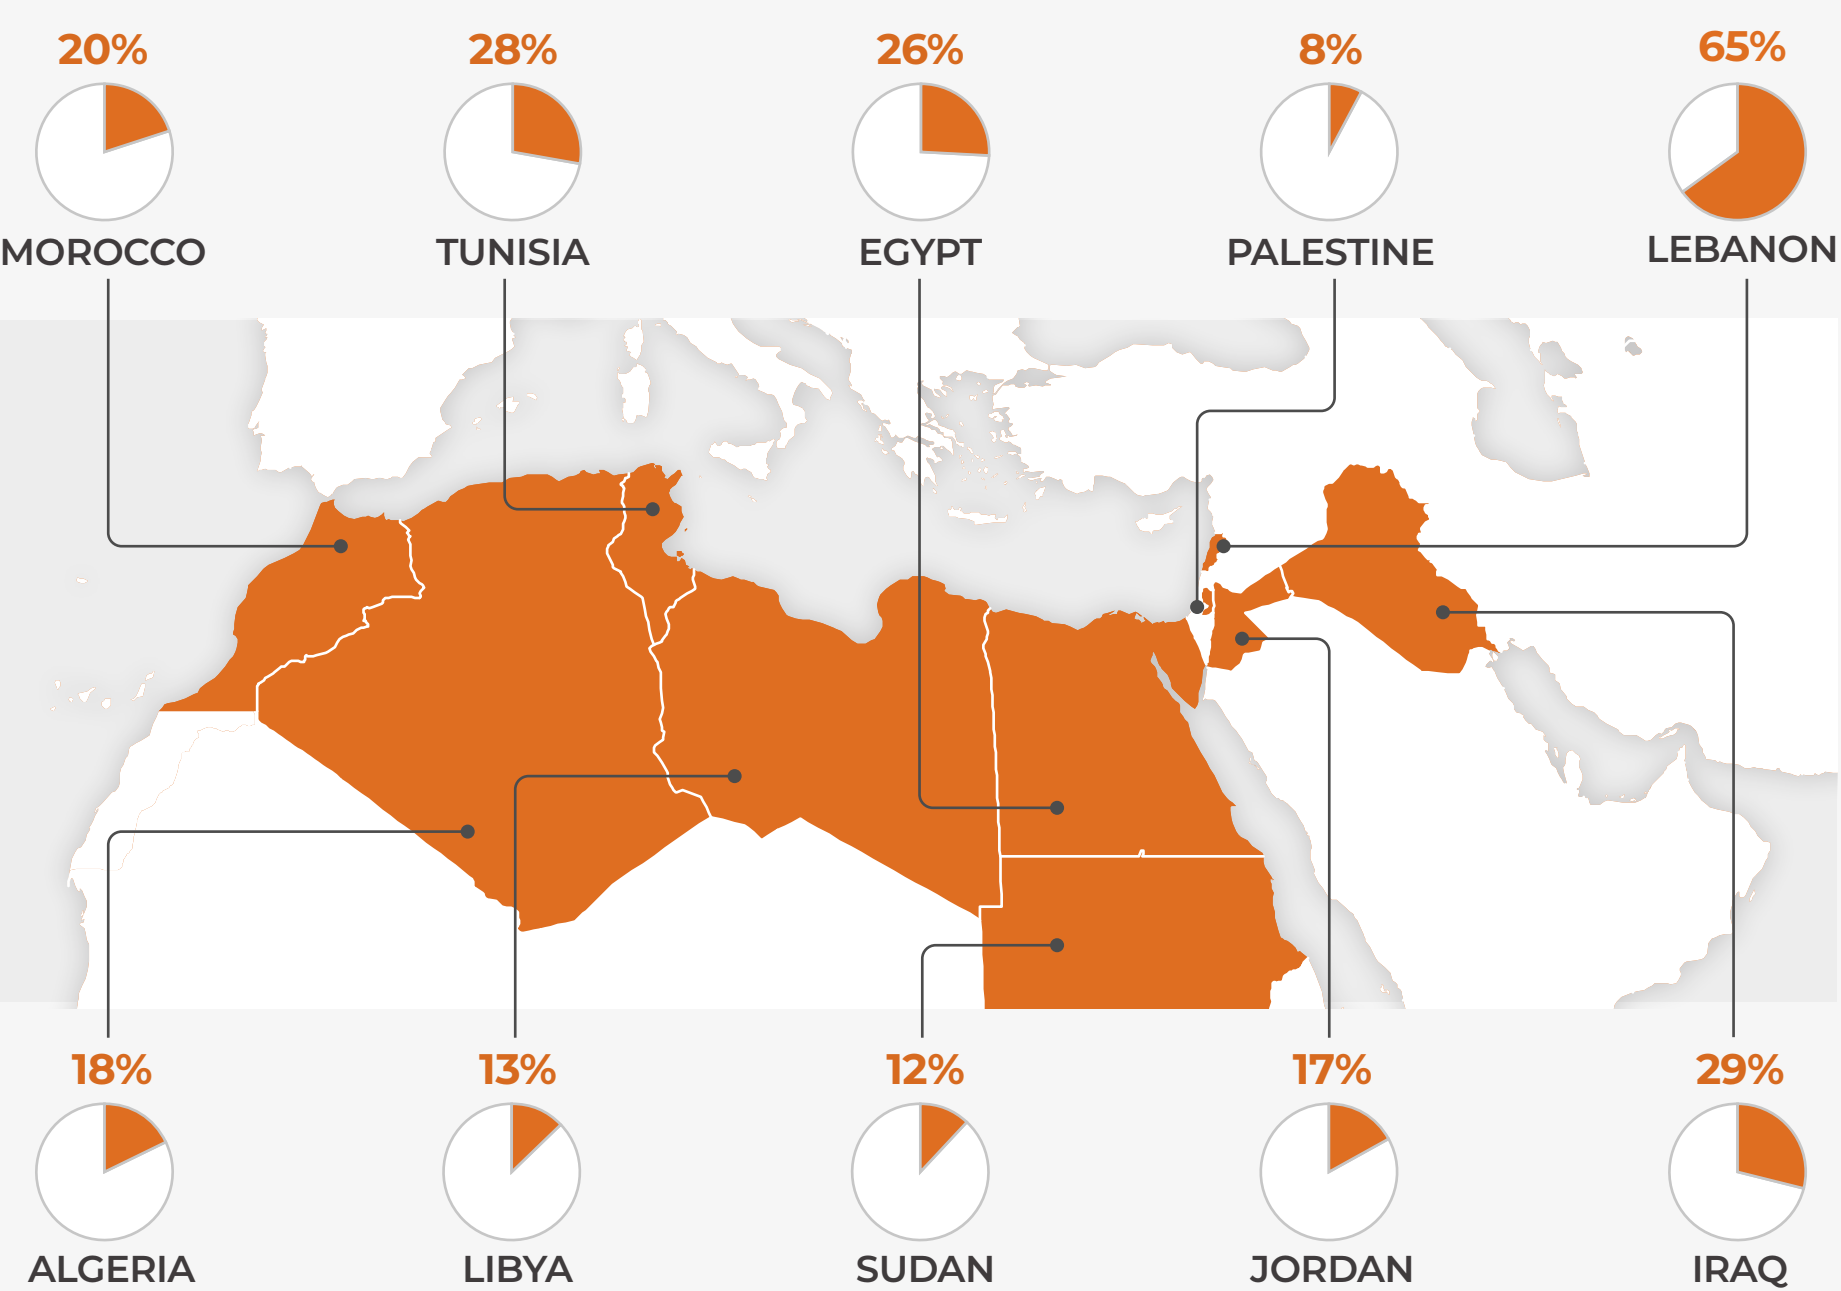 20%
28%
26%
8%
65%
MOROCCO
TUNISIA
EGYPT
PALESTINE
LEBANON
18%
13%
12%
17%
29%
ALGERIA
LIBYA
SUDAN
JORDAN
IRAQ